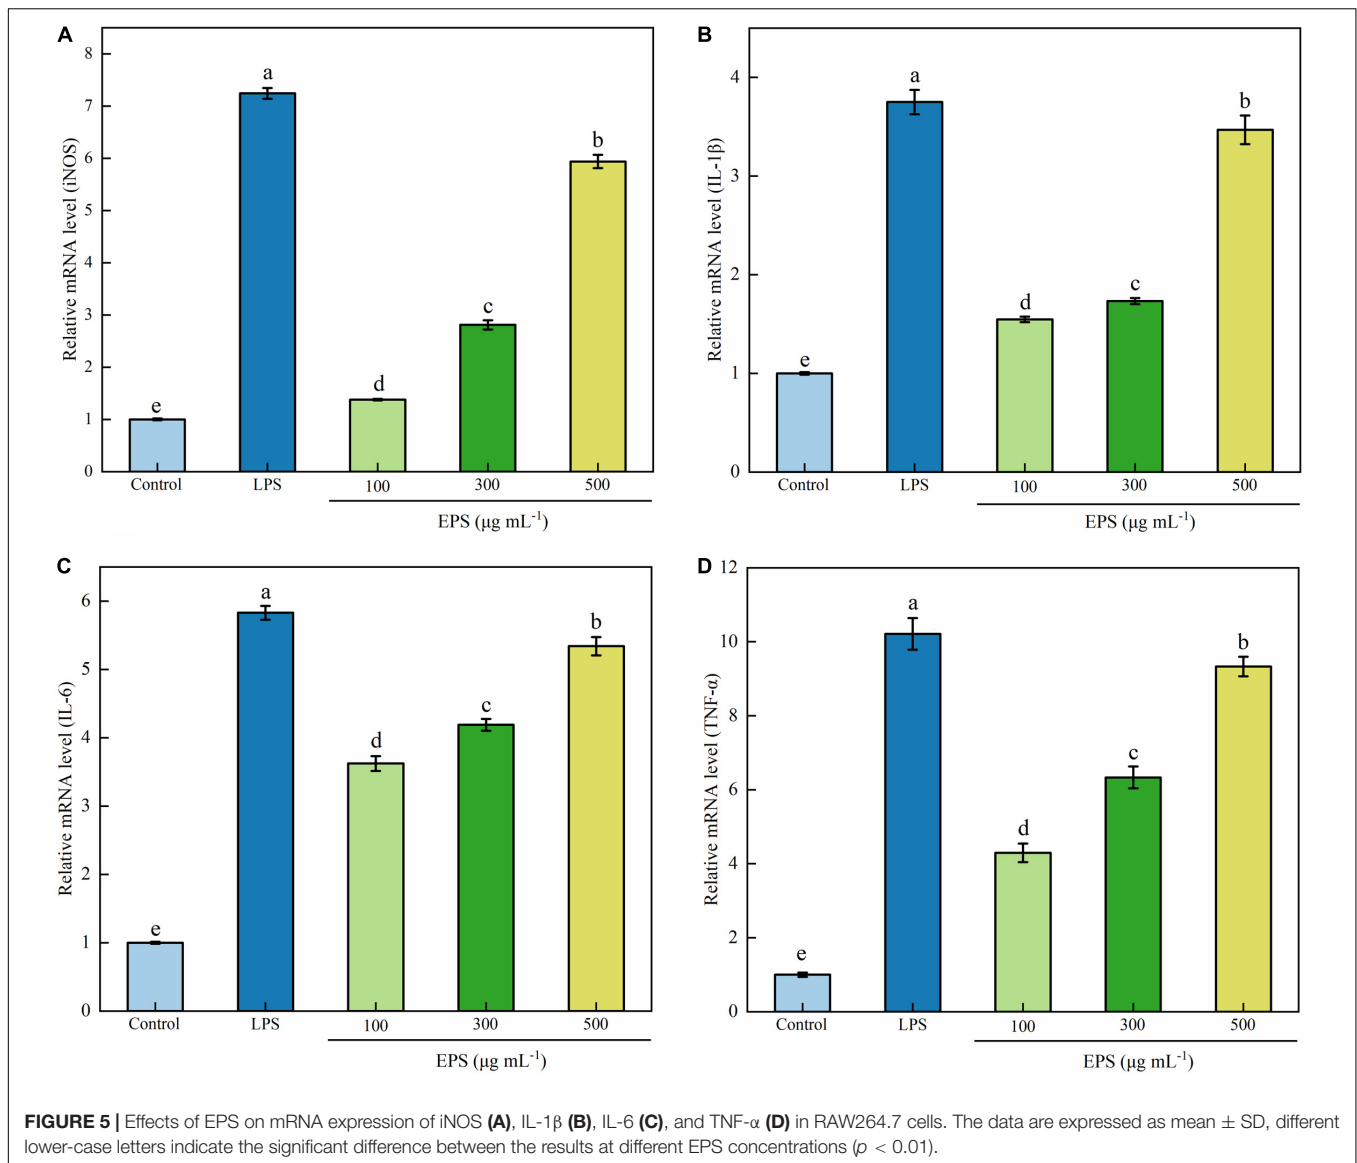 A
Relative mRNA level (iNOS)
8
7
6
5
4
3
2
1
0
e
a
d
c
b
Control LPS 100 300 500
EPS (μg mL-1)
B
Relative mRNA level (IL-1β)
4
3
2
1
0
e
a
d
c
b
Control LPS 100 300 500
EPS (μg mL-1)
C
Relative mRNA level (IL-6)
6
5
4
3
2
1
0
e
a
d
c
b
Control LPS 100 300 500
EPS (μg mL-1)
D
Relative mRNA level (TNF-α)
12
10
8
6
4
2
0
e
a
d
c
b
Control LPS 100 300 500
EPS (μg mL-1)
FIGURE 5 | Effects of EPS on mRNA expression of iNOS (A), IL-1β (B), IL-6 (C), and TNF-α (D) in RAW264.7 cells. The data are expressed as mean ± SD, different
lower-case letters indicate the significant difference between the results at different EPS concentrations (p < 0.01).